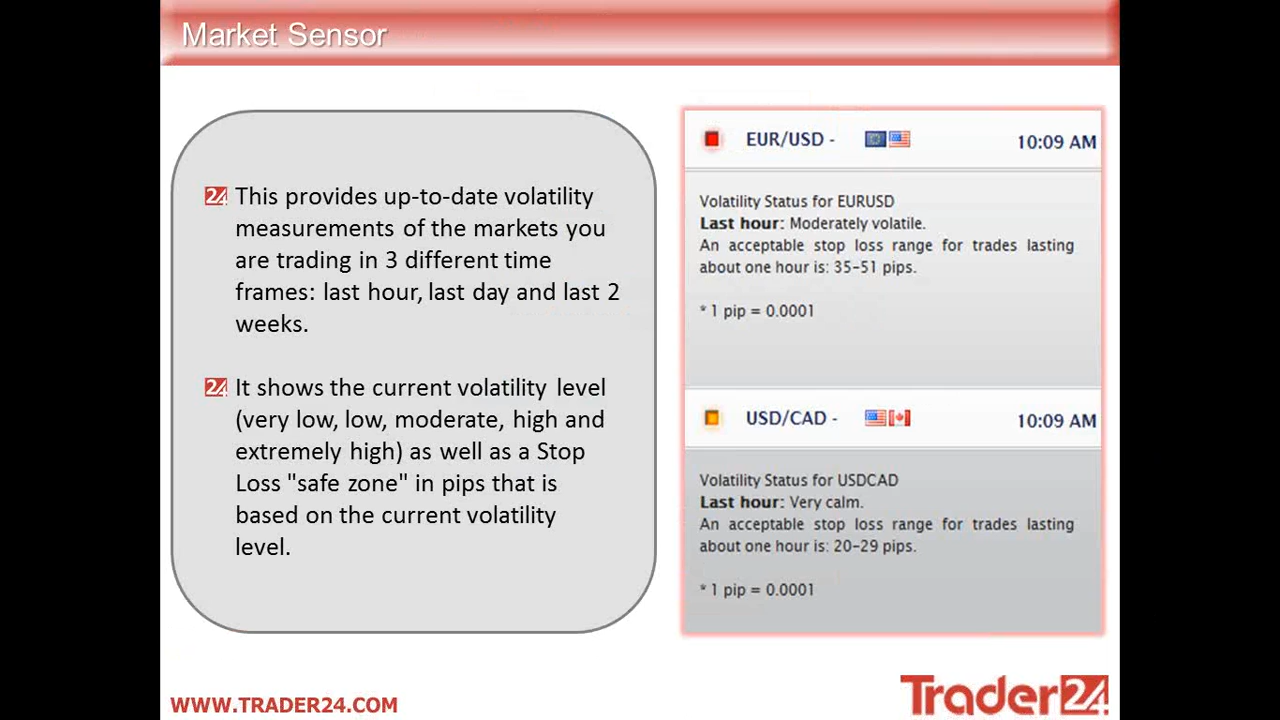 Market Sensor
24 This provides up-to-date volatility
measurements of the markets you
are trading in 3 different time
frames: last hour, last day and last 2
weeks.
24 It shows the current volatility level
(very low, low, moderate, high and
extremely high) as well as a Stop
Loss "safe zone" in pips that is
based on the current volatility
level.
EUR/USD - 10:09 AM
Volatility Status for EURUSD
Last hour: Moderately volatile.
An acceptable stop loss range for trades lasting
about one hour is: 35-51 pips.
* 1 pip = 0.0001
USD/CAD - 10:09 AM
Volatility Status for USDCAD
Last hour: Very calm.
An acceptable stop loss range for trades lasting
about one hour is: 20-29 pips.
* 1 pip = 0.0001
WWW.TRADER24.COM
Trader24